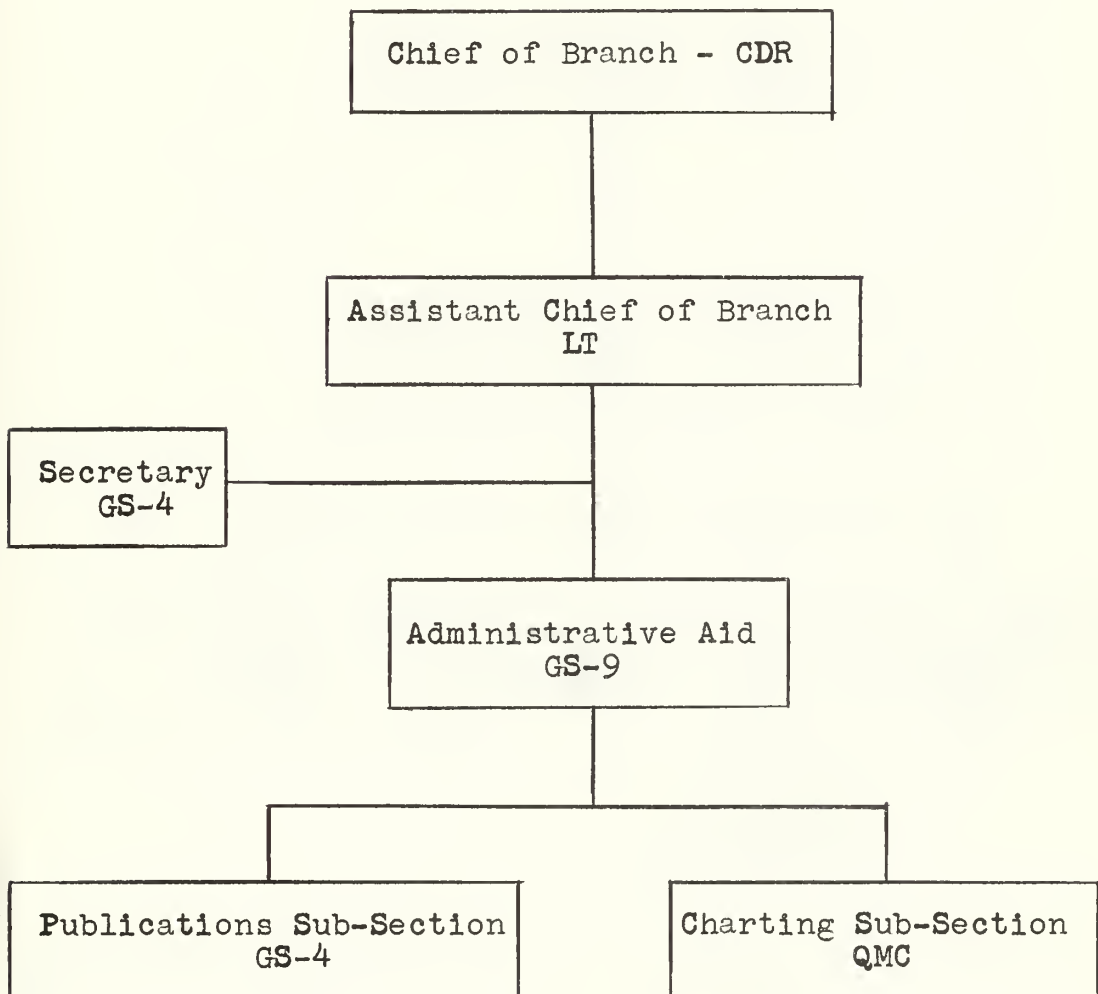 Chief of Branch - CDR
Assistant Chief of Branch
LT
Secretary
GS-4
Administrative Aid
GS-9
Publications Sub-Section
GS-4
Charting Sub-Section
QMC